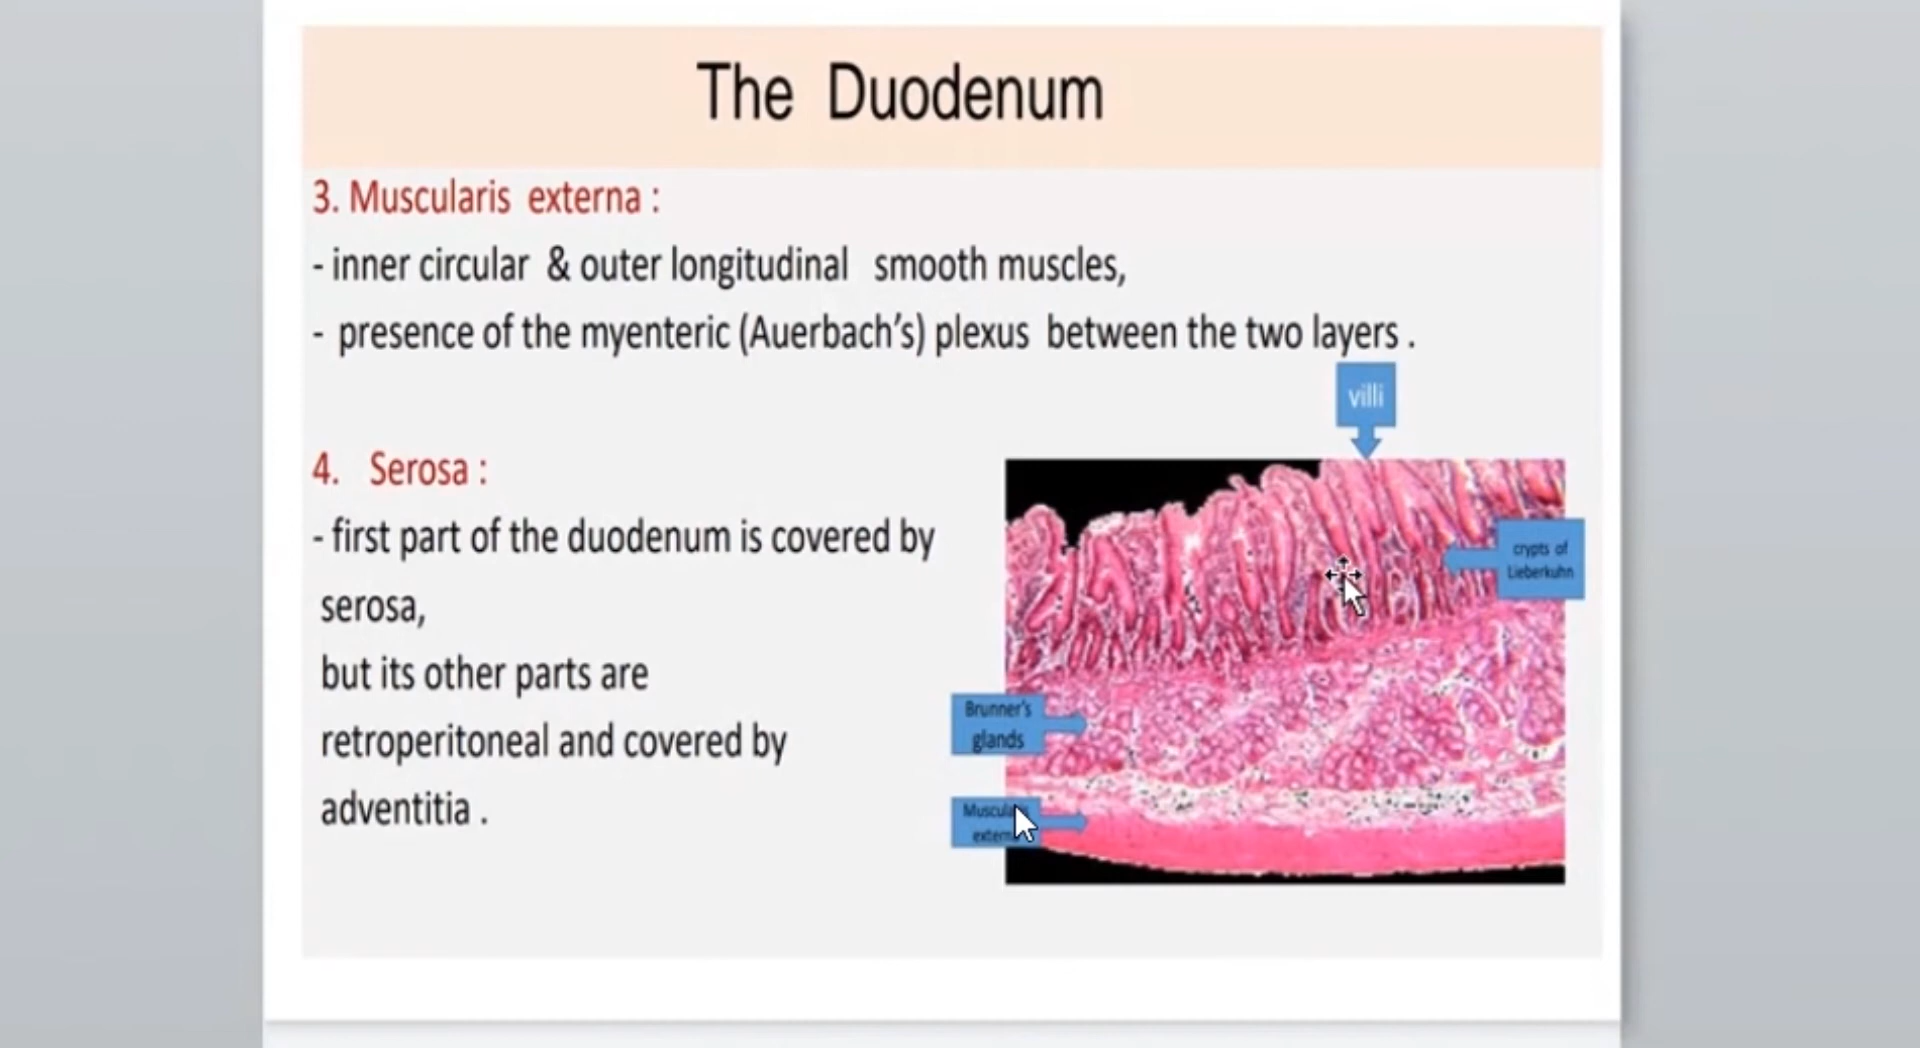 The Duodenum
3. Muscularis externa :
- inner circular & outer longitudinal smooth muscles,
- presence of the myenteric (Auerbach's) plexus between the two layers .
villi
4. Serosa :
- first part of the duodenum is covered by
serosa,
but its other parts are
retroperitoneal and covered by
adventitia .
crypts of
Lieberkuhn
Brunner's
glands